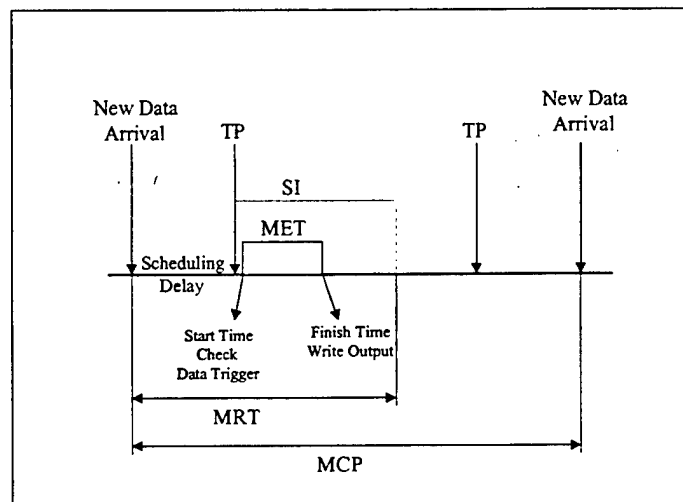 New Data
Arrival
TP
TP
New Data
Arrival
SI
MET
Scheduling
Delay
Start Time
Check
Data Trigger
Finish Time
Write Output
MRT
MCP